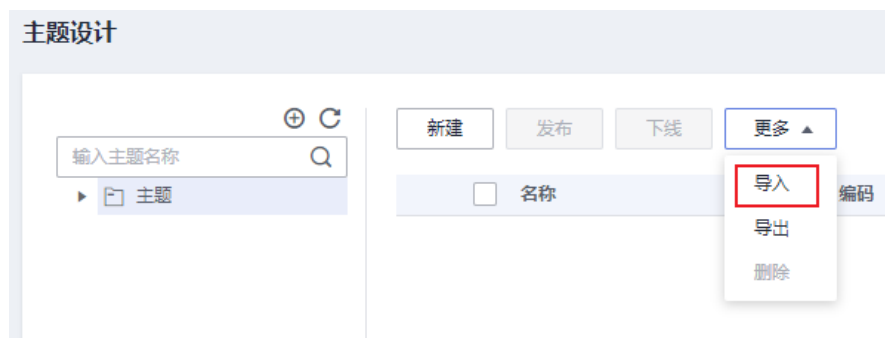 主题设计
新建 发布 下线 更多
输入主题名称
主题
名称 编码
导入
导出
删除